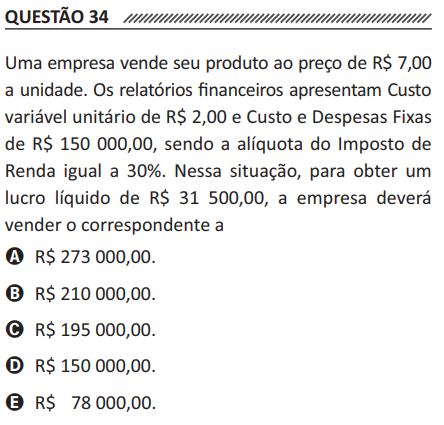 QUESTÃO 34
Uma empresa vende seu produto ao preço de R$ 7,00
a unidade. Os relatórios financeiros apresentam Custo
variável unitário de R$ 2,00 e Custo e Despesas Fixas
de R$ 150 000,00, sendo a alíquota do Imposto de
Renda igual a 30%. Nessa situação, para obter um
lucro líquido de R$ 31 500,00, a empresa deverá
vender o correspondente a
A R$ 273 000,00.
B R$ 210 000,00.
C R$ 195 000,00.
D R$ 150 000,00.
E R$ 78 000,00.